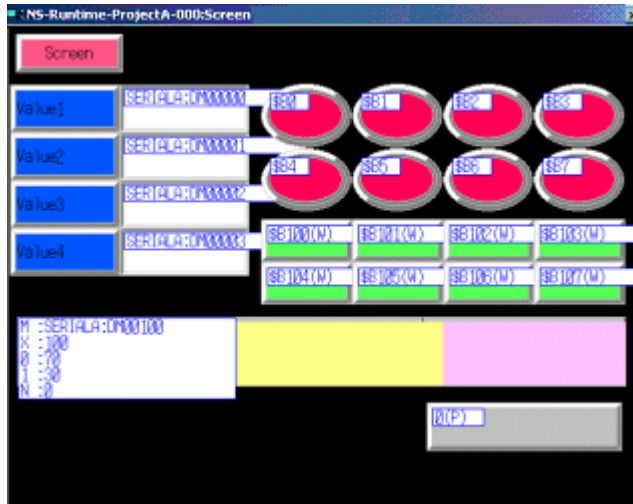 NS-Runtime-ProjectA-000:Screen
Screen
Value1
SERIALA:DM00000
$B0
$B1
$B2
$B3
Value2
SERIALA:DM00001
$B4
$B5
$B6
$B7
Value3
SERIALA:DM00002
Value4
SERIALA:DM00003
$B100(W)
$B101(W)
$B102(W)
$B103(W)
$B104(W)
$B105(W)
$B106(W)
$B107(W)
M :SERIALA:DM00100
X :100
0 :70
1 :30
N :0
0(P)